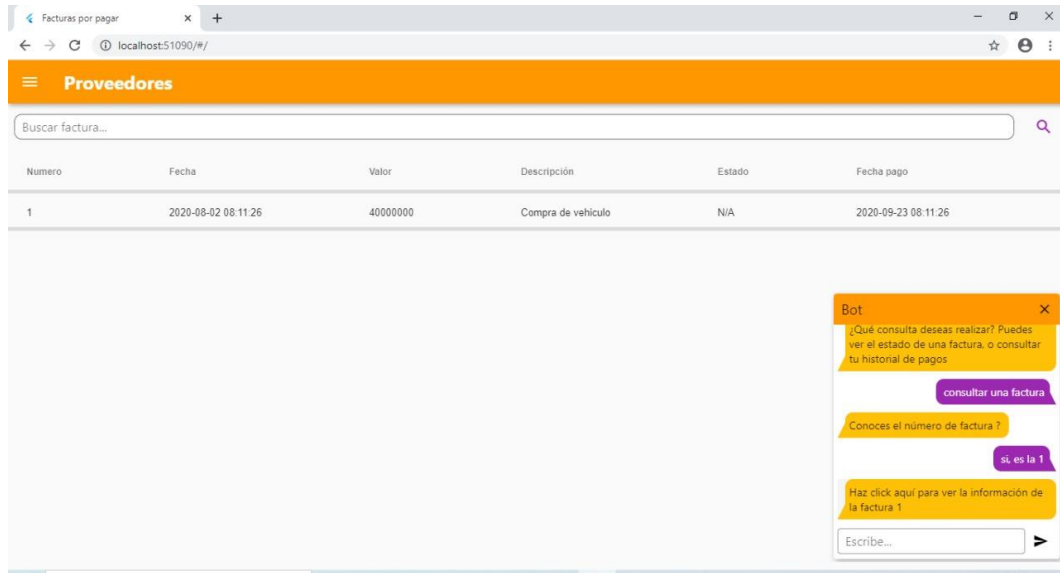 Facturas por pagar
localhost:51090/#/
Proveedores
Buscar factura...
Numero Fecha Valor Descripción Estado Fecha pago
1 2020-08-02 08:11:26 40000000 Compra de vehiculo N/A 2020-09-23 08:11:26
Bot
¿Qué consulta deseas realizar? Puedes
ver el estado de una factura, o consultar
tu historial de pagos
consultar una factura
Conoces el número de factura ?
si, es la 1
Haz click aquí para ver la información de
la factura 1
Escribe...